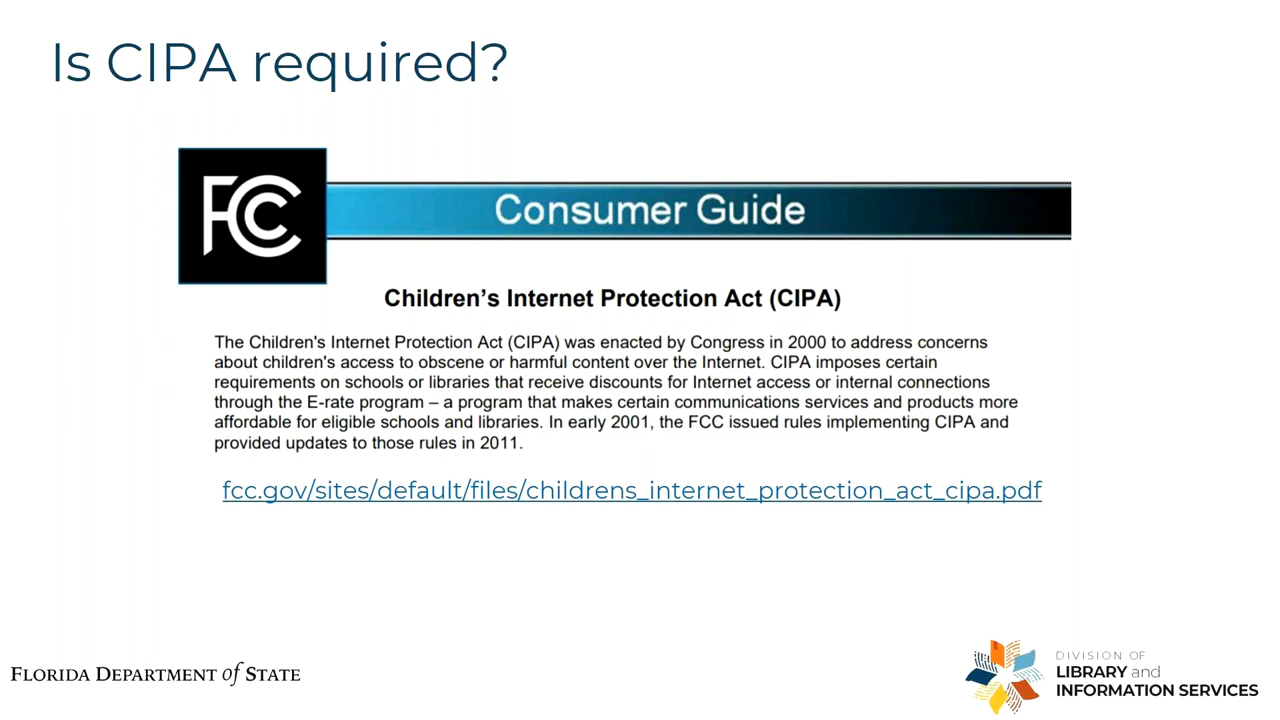 Is CIPA required?
FCC
Consumer Guide
Children's Internet Protection Act (CIPA)
The Children's Internet Protection Act (CIPA) was enacted by Congress in 2000 to address concerns
about children's access to obscene or harmful content over the Internet. CIPA imposes certain
requirements on schools or libraries that receive discounts for Internet access or internal connections
through the E-rate program – a program that makes certain communications services and products more
affordable for eligible schools and libraries. In early 2001, the FCC issued rules implementing CIPA and
provided updates to those rules in 2011.
fcc.gov/sites/default/files/childrens_internet_protection_act_cipa.pdf
FLORIDA DEPARTMENT of STATE
DIVISION OF
LIBRARY and
INFORMATION SERVICES